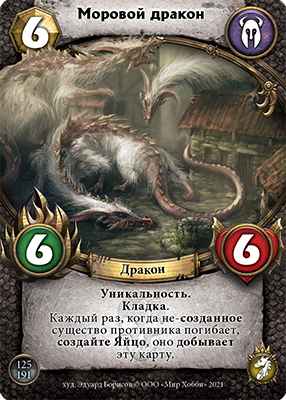 Моровой дракон
6
6
6
Дракон
Уникальность.
Кладка.
Каждый раз, когда не-созданное
существо противника погибает,
создайте Яйцо, оно добывает
эту карту.
125
191
худ. Эдуард Борисов © ООО «Мир Хобби» 2021